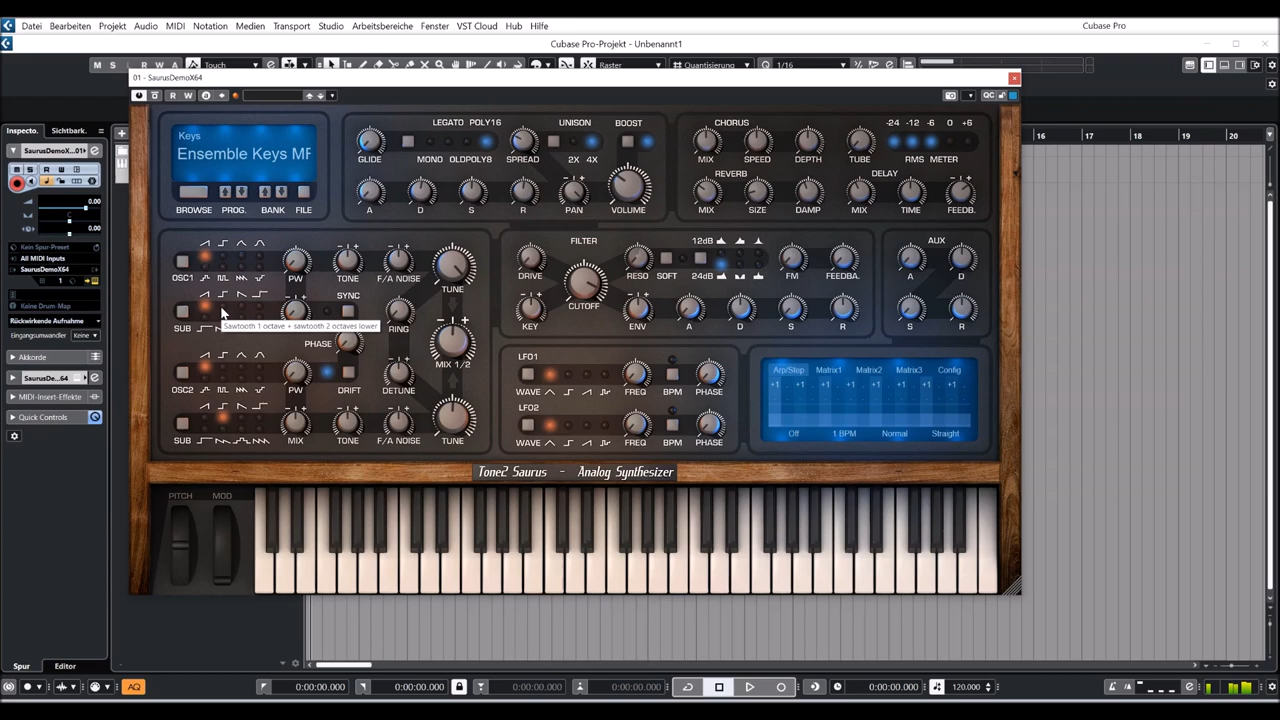 Datei Bearbeiten Projekt Audio MIDI Notation Medien Transport Studio Arbeitsbereiche Fenster VST Cloud Hub Hilfe Cubase Pro
Cubase Pro-Projekt - Unbenannt1
M S L R W A Touch Raster Quantisierung 1/16
01 - SaurusDemoX64
R W QC
Inspecto. Sichtbark.
16 17 18 19 20
SaurusDemoX...01
0.00
0.00
0.00
Kein Spur-Preset
All MIDI Inputs
SaurusDemoX64
1
Keine Drum-Map
Rückwirkende Aufnahme
Eingangsumwandler Keine
Akkorde
SaurusDe...64
MIDI-Insert-Effekte
Quick Controls
Keys
Ensemble Keys MF
BROWSE PROG. BANK FILE
LEGATO POLY16 UNISON BOOST
GLIDE MONO OLDPOLY8 SPREAD 2X 4X
A D S R PAN VOLUME
CHORUS -24 -12 -6 0 +6
MIX SPEED DEPTH TUBE RMS METER
REVERB DELAY
MIX SIZE DAMP MIX TIME FEEDB.
OSC1 PW TONE F/A NOISE TUNE
SYNC
SUB RING
Sawtooth 1 octave + sawtooth 2 octaves lower
PHASE MIX 1/2
OSC2 PW DRIFT DETUNE
SUB MIX TONE F/A NOISE TUNE
FILTER 12dB
DRIVE RESO SOFT 24dB FM FEEDBA.
CUTOFF
KEY ENV A D S R
AUX
A D
S R
LFO1
WAVE FREQ BPM PHASE
LFO2
WAVE FREQ BPM PHASE
Arp/Step Matrix1 Matrix2 Matrix3 Config
+1 +1 +1 +1 +1 +1 +1 +1
Off 1 BPM Normal Straight
Tone2 Saurus - Analog Synthesizer
PITCH MOD
Spur Editor
AQ 0:00:00.000 0:00:00.000 0:00:00.000 0:00:00.000 0:00:00.000 120.000